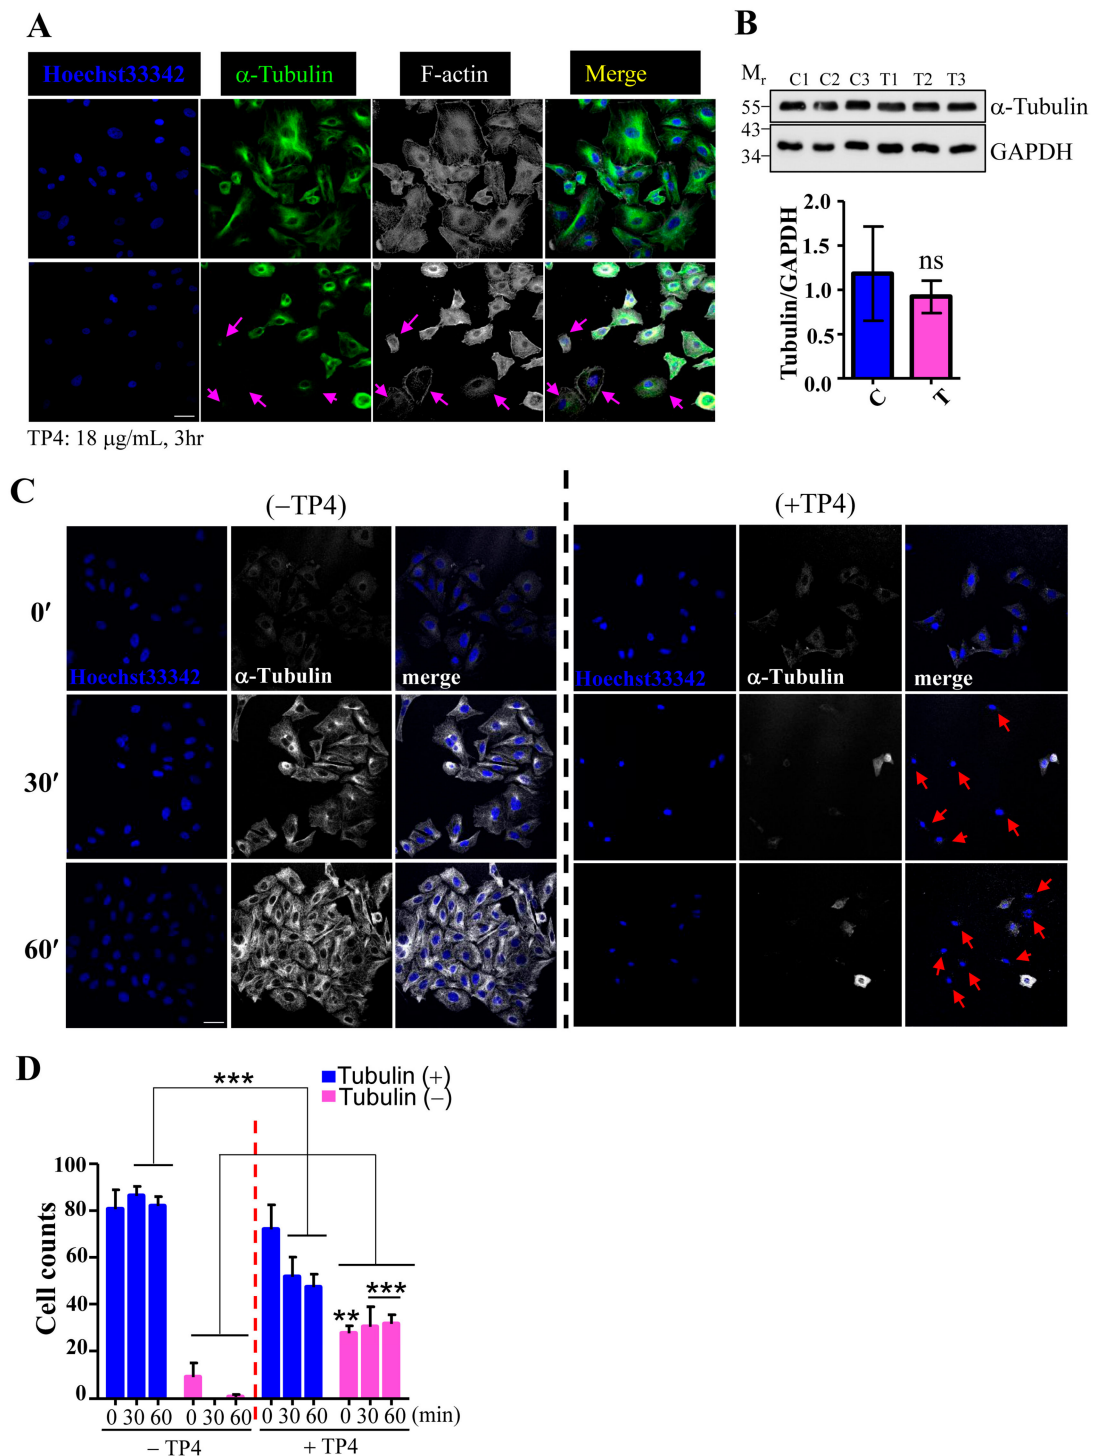 A
Hoechst33342 α-Tubulin F-actin Merge
TP4: 18 μg/mL, 3hr
B
Mr C1 C2 C3 T1 T2 T3
55 α-Tubulin
43
34 GAPDH
Tubulin/GAPDH
2.0
1.5
1.0
0.5
0.0
ns
C T
C
(−TP4) (+TP4)
0′
Hoechst33342 α-Tubulin merge Hoechst33342 α-Tubulin merge
30′
60′
D
***
Tubulin (+)
Tubulin (−)
Cell counts
100
80
60
40
20
0
** ***
0 30 60 0 30 60 0 30 60 0 30 60 (min)
− TP4 + TP4